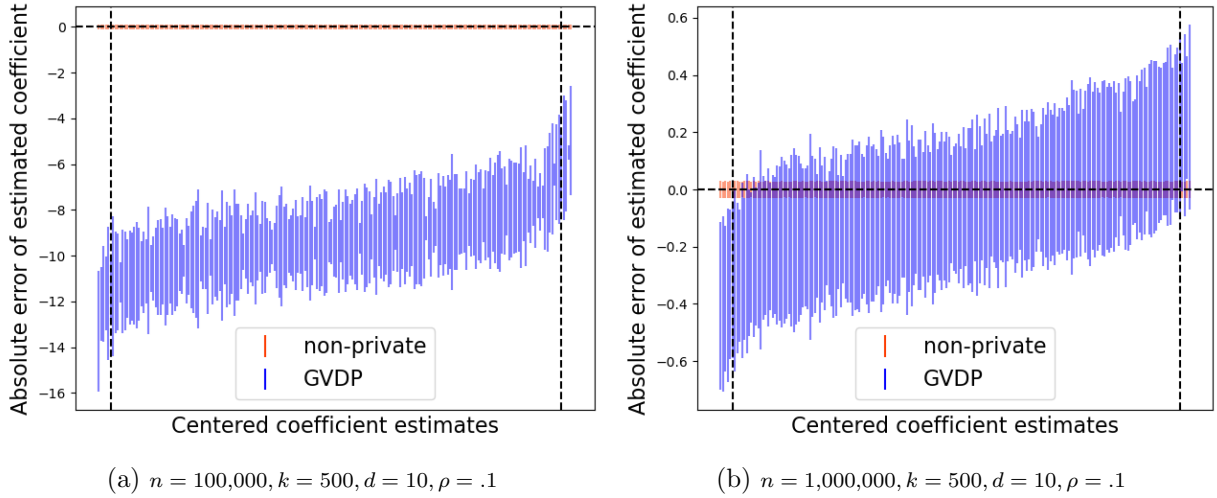 Absolute error of estimated coefficient
0
−2
−4
−6
−8
−10
−12
−14
−16
non-private
GVDP
Centered coefficient estimates
(a) n = 100,000, k = 500, d = 10, ρ = .1
Absolute error of estimated coefficient
0.6
0.4
0.2
0.0
−0.2
−0.4
−0.6
non-private
GVDP
Centered coefficient estimates
(b) n = 1,000,000, k = 500, d = 10, ρ = .1